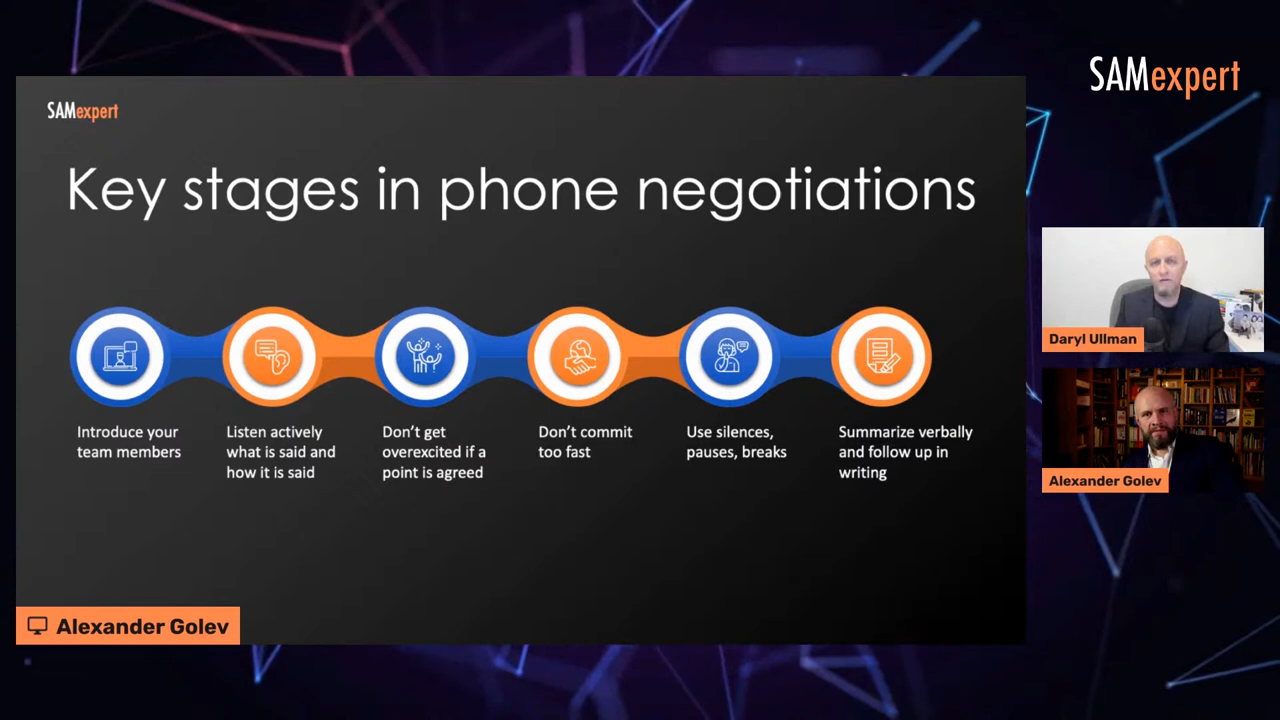 SAMexpert
SAMexpert
Key stages in phone negotiations
Introduce your
team members
Listen actively
what is said and
how it is said
Don’t get
overexcited if a
point is agreed
Don’t commit
too fast
Use silences,
pauses, breaks
Summarize verbally
and follow up in
writing
Daryl Ullman
Alexander Golev
Alexander Golev